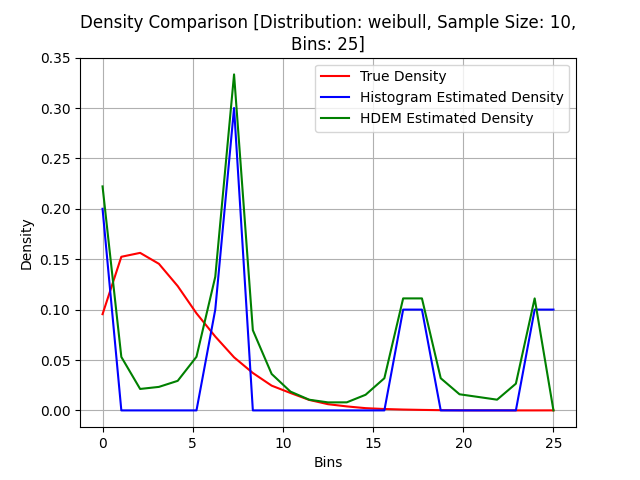 Density Comparison [Distribution: weibull, Sample Size: 10,
Bins: 25]
True Density
Histogram Estimated Density
HDEM Estimated Density
Density
0.35
0.30
0.25
0.20
0.15
0.10
0.05
0.00
0 5 10 15 20 25
Bins